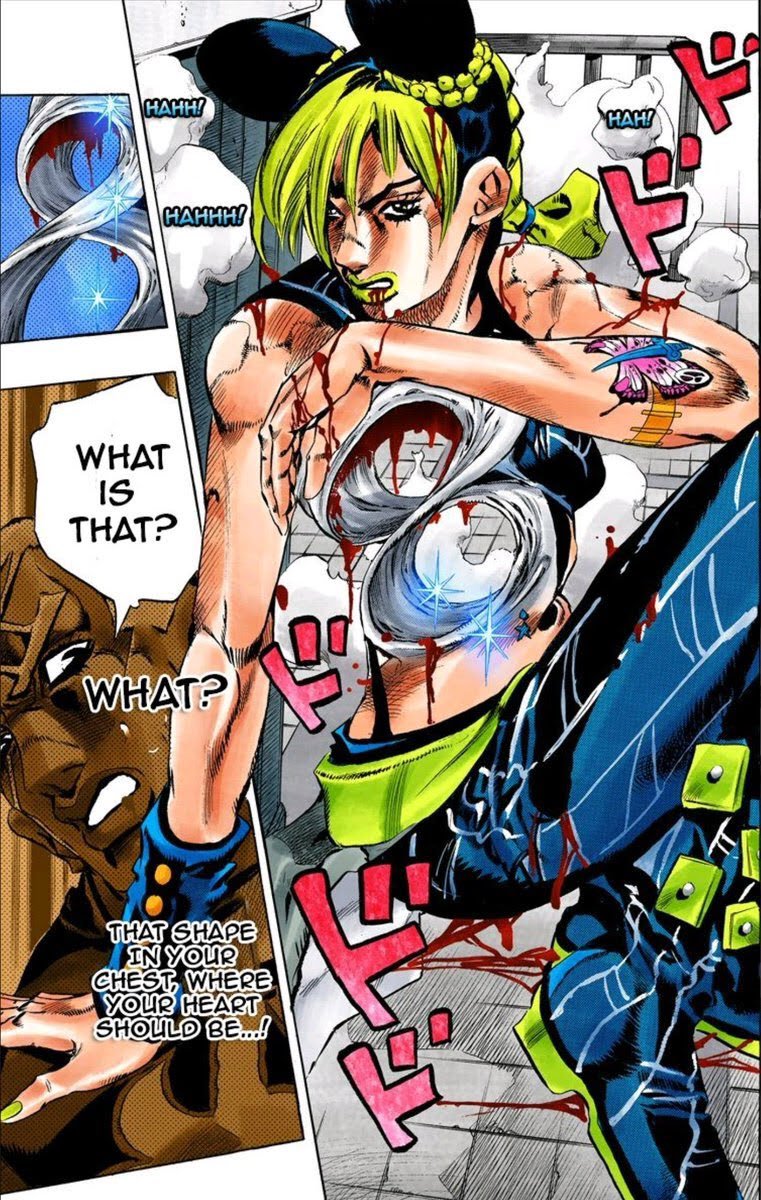 HAHH!
HAHHH!
HAH!
ド
ド
ド
ド
ド
WHAT
IS
THAT?
WHAT?
THAT SHAPE
IN YOUR
CHEST, WHERE
YOUR HEART
SHOULD BE...!